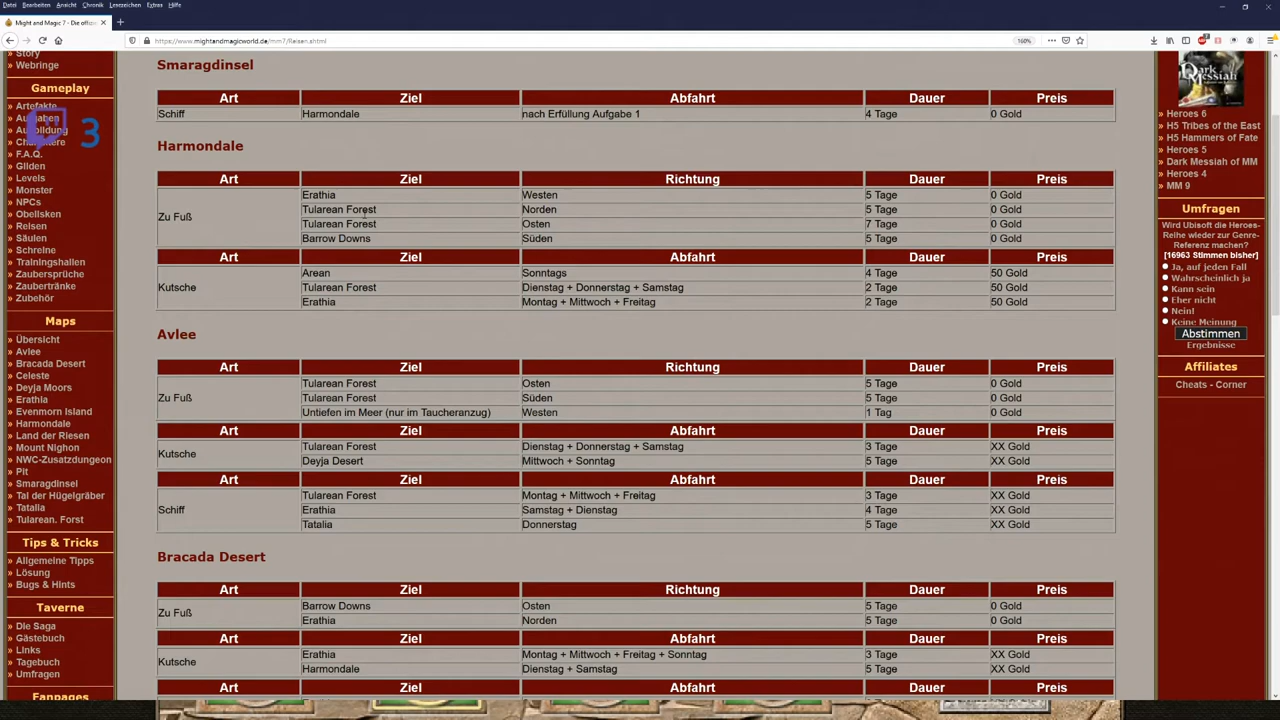 Datei Bearbeiten Ansicht Chronik Lesezeichen Extras Hilfe
Might and Magic 7 - Die offizie
https://www.mightandmagicworld.de/mm7/Reisen.shtml
160%
» Story
» Webringe
Gameplay
» Artefakte
» Aufgaben
» Ausbildung
» Charaktere
» F.A.Q.
» Gilden
» Levels
» Monster
» NPCs
» Obelisken
» Reisen
» Säulen
» Schreine
» Trainingshallen
» Zaubersprüche
» Zaubertränke
» Zubehör
3
Maps
» Übersicht
» Avlee
» Bracada Desert
» Celeste
» Deyja Moors
» Erathia
» Evenmorn Island
» Harmondale
» Land der Riesen
» Mount Nighon
» NWC-Zusatzdungeon
» Pit
» Smaragdinsel
» Tal der Hügelgräber
» Tatalia
» Tularean. Forst
Tips & Tricks
» Allgemeine Tipps
» Lösung
» Bugs & Hints
Taverne
» Die Saga
» Gästebuch
» Links
» Tagebuch
» Umfragen
Fanpages
Smaragdinsel
Art Ziel Abfahrt Dauer Preis
Schiff Harmondale nach Erfüllung Aufgabe 1 4 Tage 0 Gold
Harmondale
Art Ziel Richtung Dauer Preis
Zu Fuß
Erathia Westen 5 Tage 0 Gold
Tularean Forest Norden 5 Tage 0 Gold
Tularean Forest Osten 7 Tage 0 Gold
Barrow Downs Süden 5 Tage 0 Gold
Art Ziel Abfahrt Dauer Preis
Kutsche
Arean Sonntags 4 Tage 50 Gold
Tularean Forest Dienstag + Donnerstag + Samstag 2 Tage 50 Gold
Erathia Montag + Mittwoch + Freitag 2 Tage 50 Gold
Avlee
Art Ziel Richtung Dauer Preis
Zu Fuß
Tularean Forest Osten 5 Tage 0 Gold
Tularean Forest Süden 5 Tage 0 Gold
Untiefen im Meer (nur im Taucheranzug) Westen 1 Tag 0 Gold
Art Ziel Abfahrt Dauer Preis
Kutsche
Tularean Forest Dienstag + Donnerstag + Samstag 3 Tage XX Gold
Deyja Desert Mittwoch + Sonntag 5 Tage XX Gold
Art Ziel Abfahrt Dauer Preis
Schiff
Tularean Forest Montag + Mittwoch + Freitag 3 Tage XX Gold
Erathia Samstag + Dienstag 4 Tage XX Gold
Tatalia Donnerstag 5 Tage XX Gold
Bracada Desert
Art Ziel Richtung Dauer Preis
Zu Fuß
Barrow Downs Osten 5 Tage 0 Gold
Erathia Norden 5 Tage 0 Gold
Art Ziel Abfahrt Dauer Preis
Kutsche
Erathia Montag + Mittwoch + Freitag + Sonntag 3 Tage XX Gold
Harmondale Dienstag + Samstag 5 Tage XX Gold
Art Ziel Abfahrt Dauer Preis
Dark Messiah
» Heroes 6
» H5 Tribes of the East
» H5 Hammers of Fate
» Heroes 5
» Dark Messiah of MM
» Heroes 4
» MM 9
Umfragen
Wird Ubisoft die Heroes-
Reihe wieder zur Genre-
Referenz machen?
[16963 Stimmen bisher]
Ja, auf jeden Fall
Wahrscheinlich ja
Kann sein
Eher nicht
Nein!
Keine Meinung
Abstimmen
Ergebnisse
Affiliates
Cheats - Corner